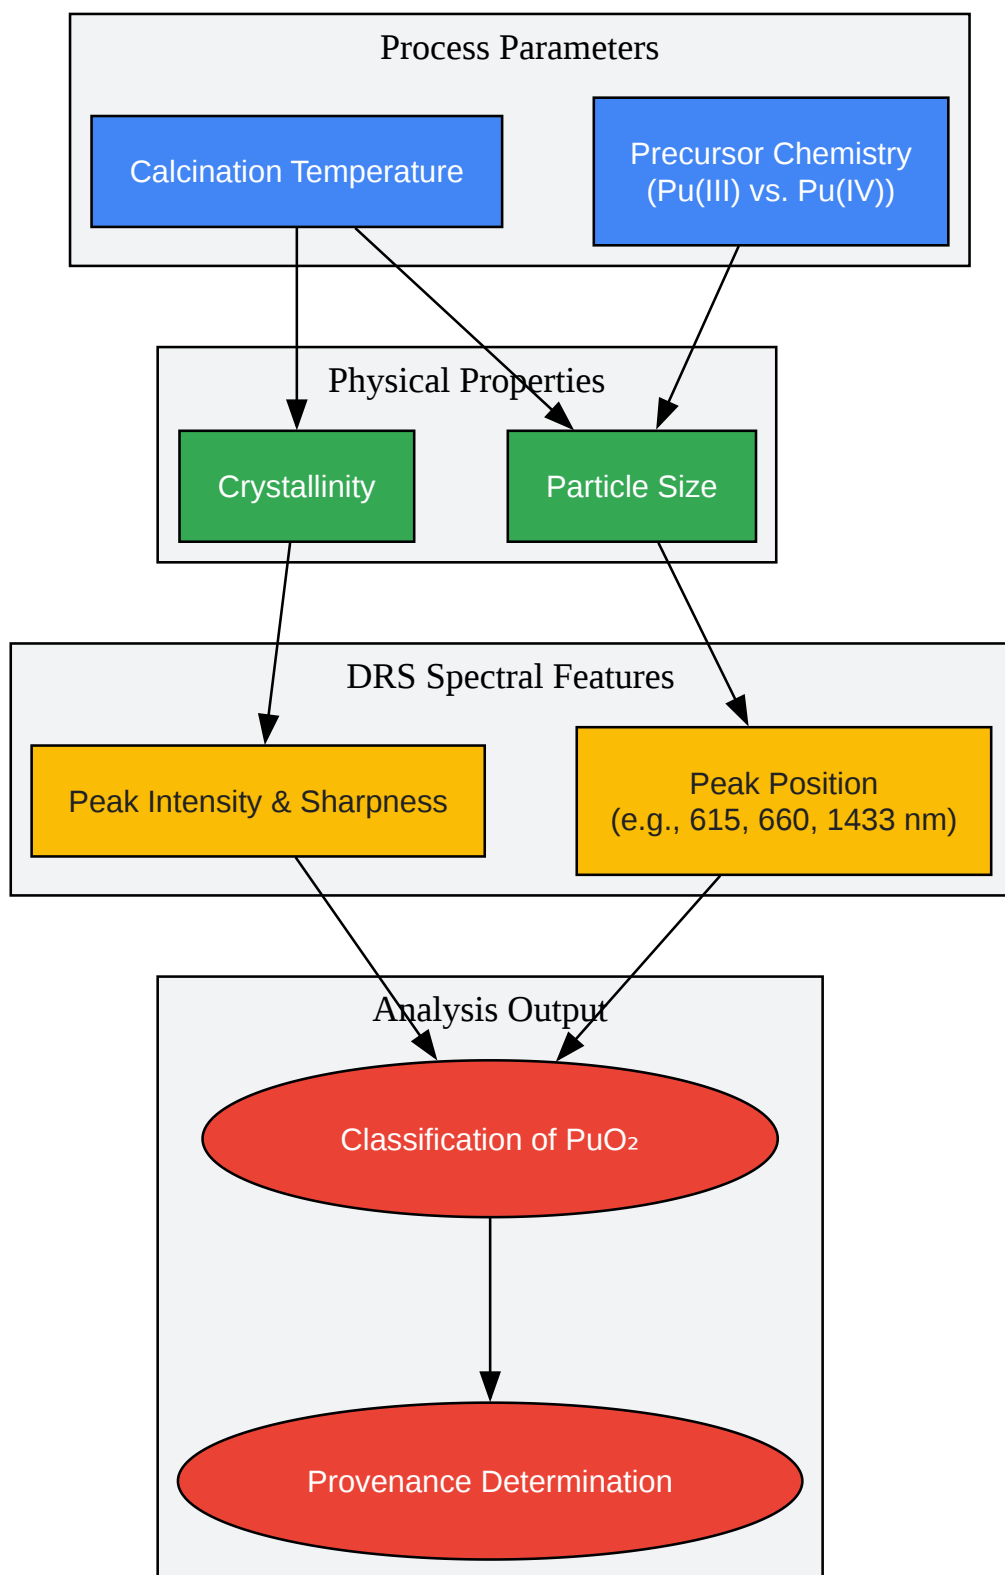 Process Parameters
Calcination Temperature
Precursor Chemistry
(Pu(III) vs. Pu(IV))
Physical Properties
Crystallinity
Particle Size
DRS Spectral Features
Peak Intensity & Sharpness
Peak Position
(e.g., 615, 660, 1433 nm)
Analysis Output
Classification of PuO₂
Provenance Determination